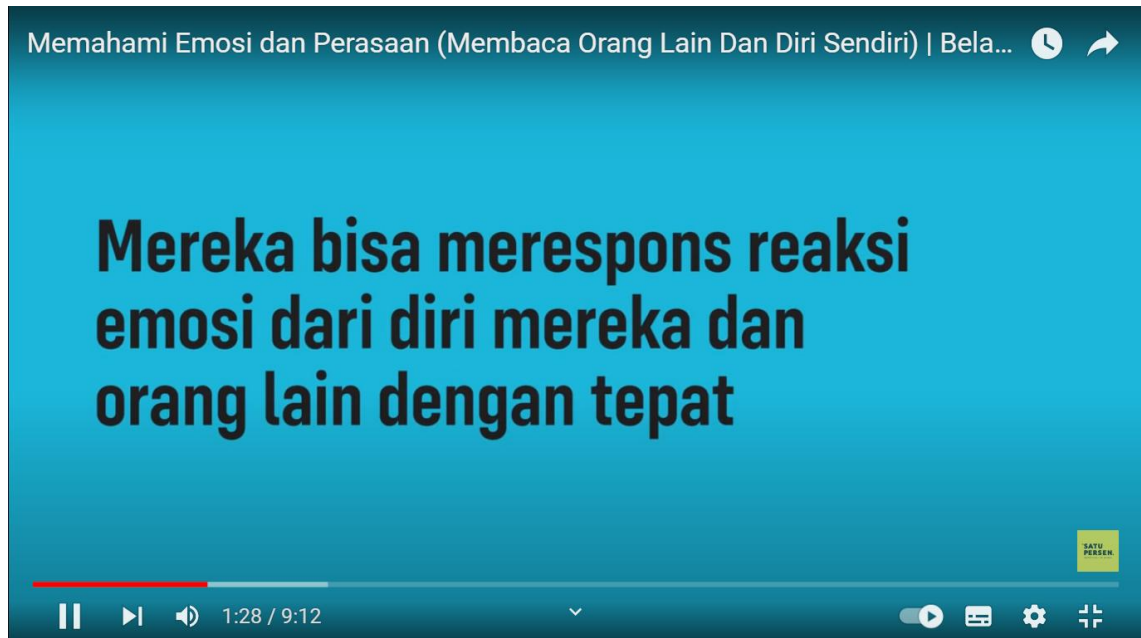 Memahami Emosi dan Perasaan (Membaca Orang Lain Dan Diri Sendiri) | Bela...
Mereka bisa merespons reaksi
emosi dari diri mereka dan
orang lain dengan tepat
SATU
PERSEN.
1:28 / 9:12